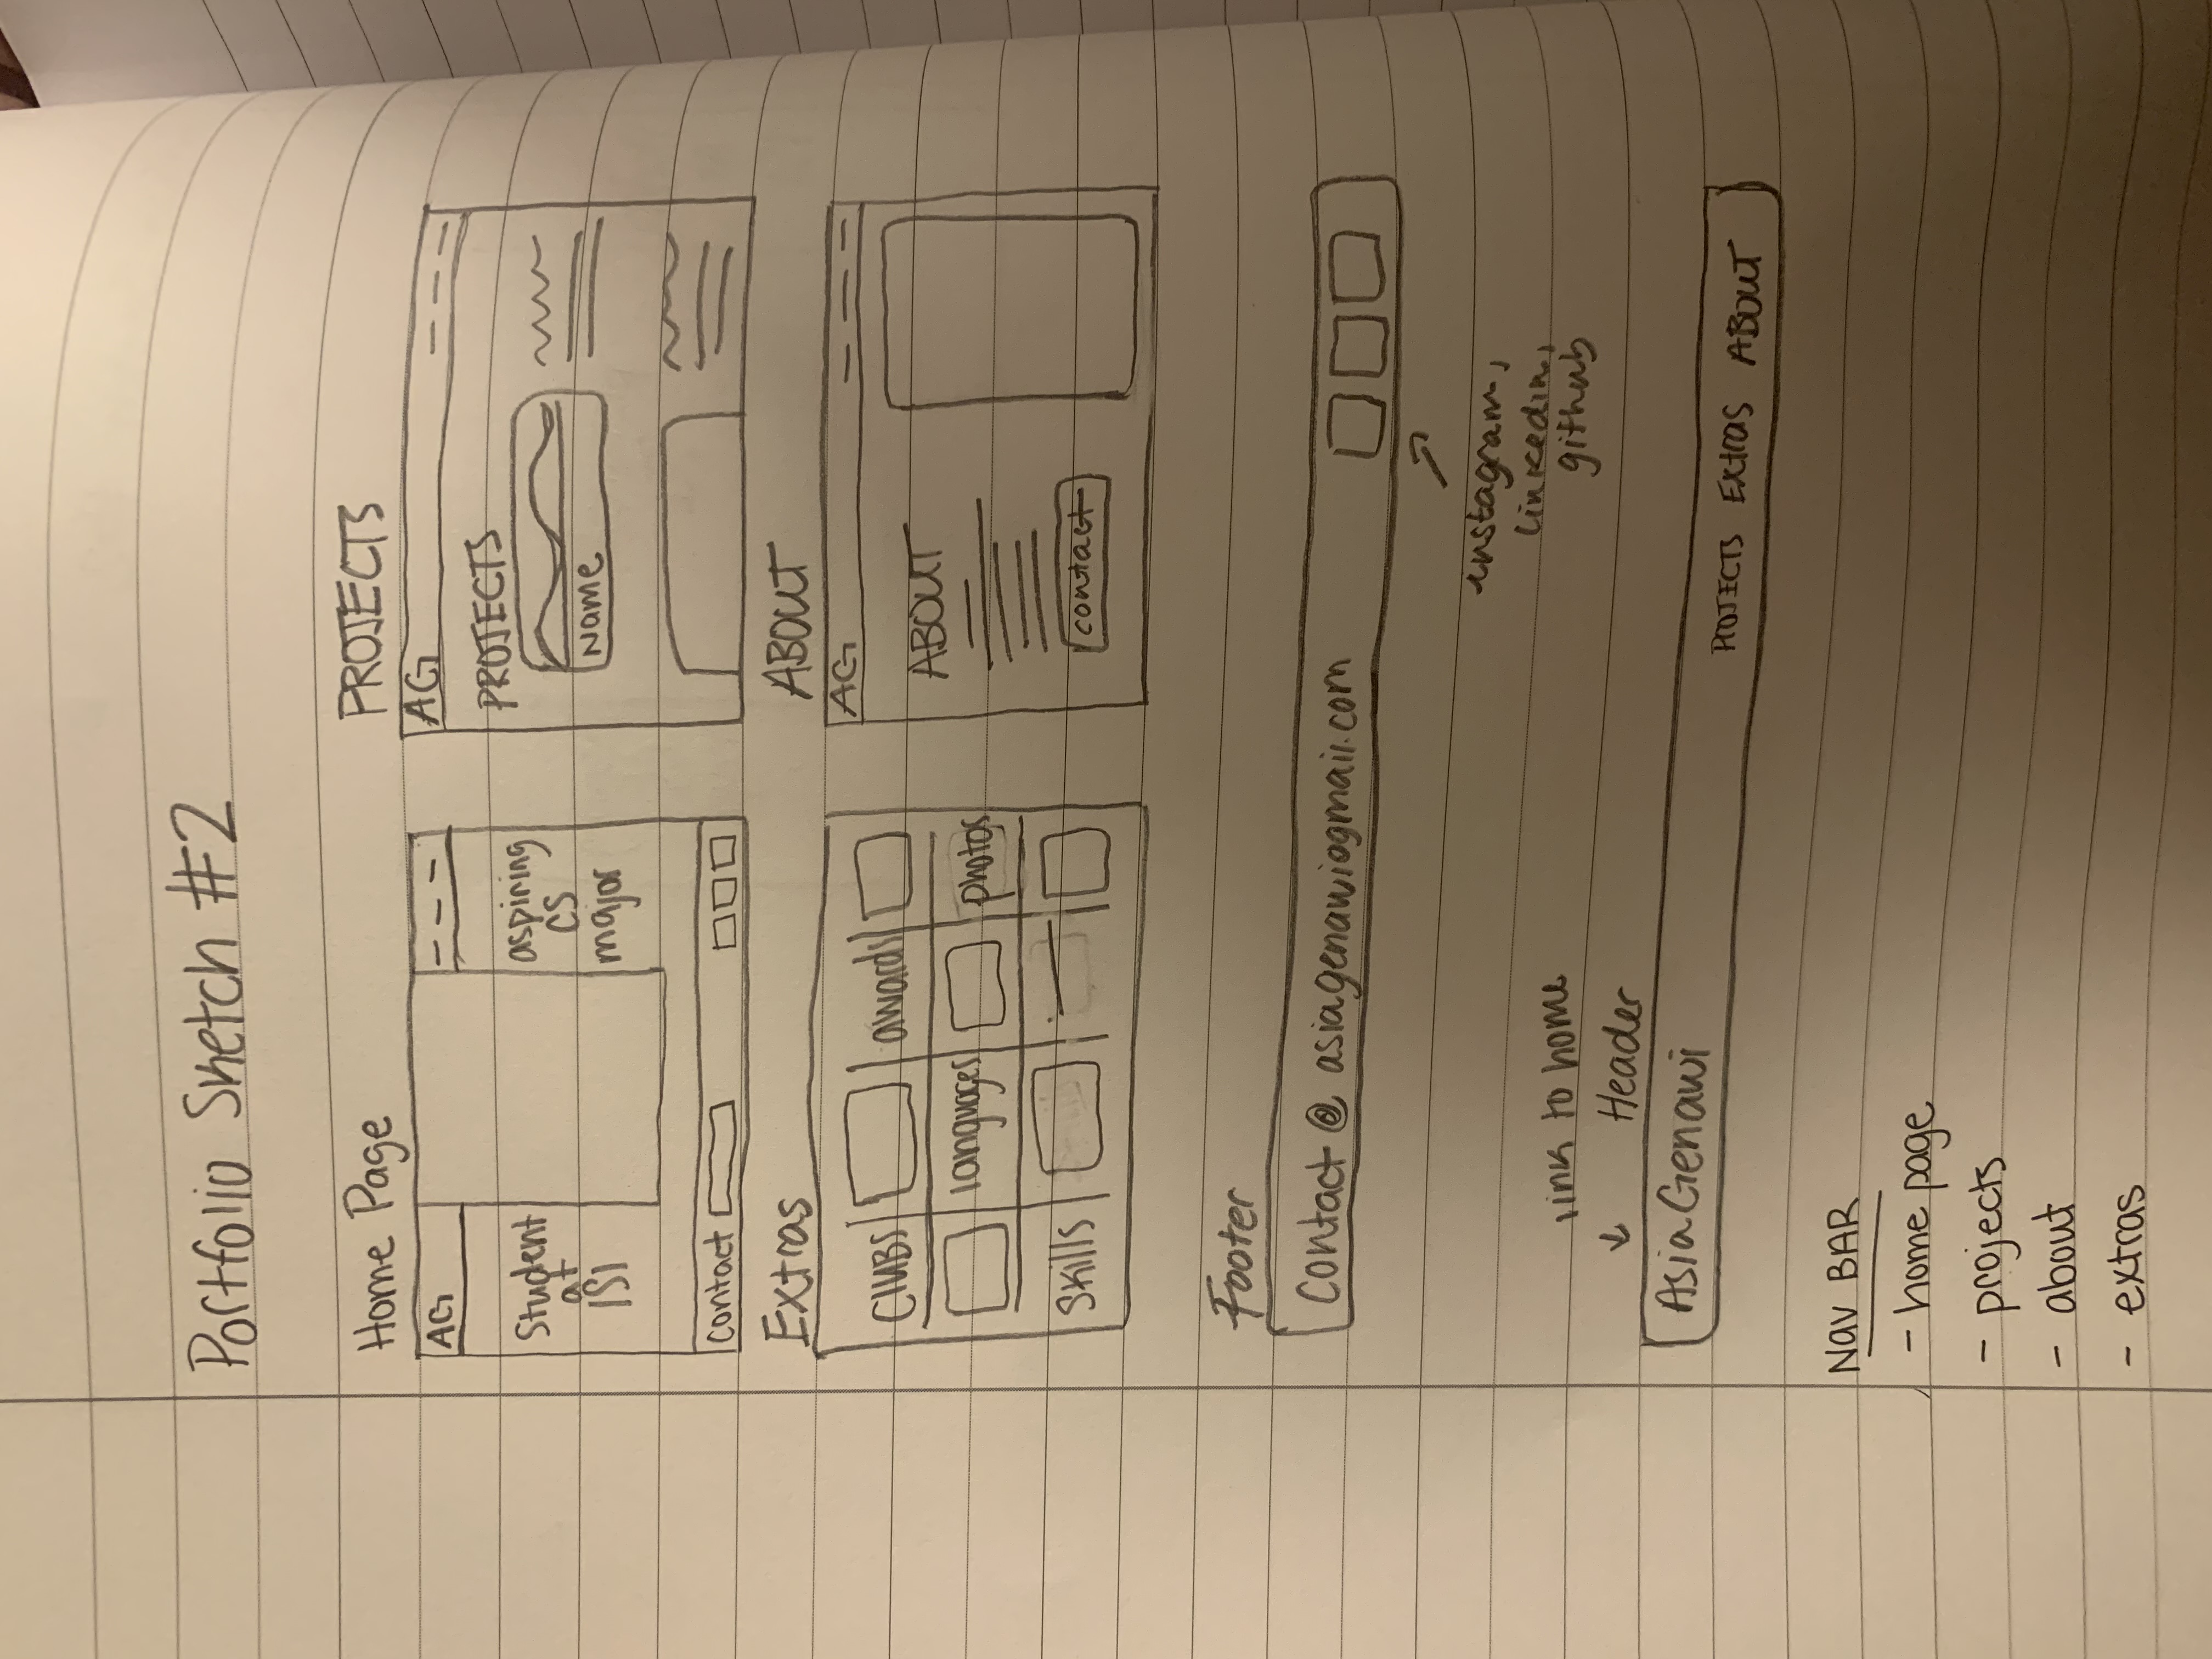 Portfolio Sketch #2
Home Page
AG
Student
at
ISI
aspiring
CS
major
contact
PROJECTS
AG
PROJECTS
Name
Extras
CLUBS
awards
languages
photos
Skills
ABOUT
AG
ABOUT
contact
Footer
Contact @ asiagenawi@gmail.com
instagram,
linkedin,
github
link to home
Header
Asia Genawi
PROJECTS Extras ABOUT
Nav BAR
- home page
- projects
- about
- extras